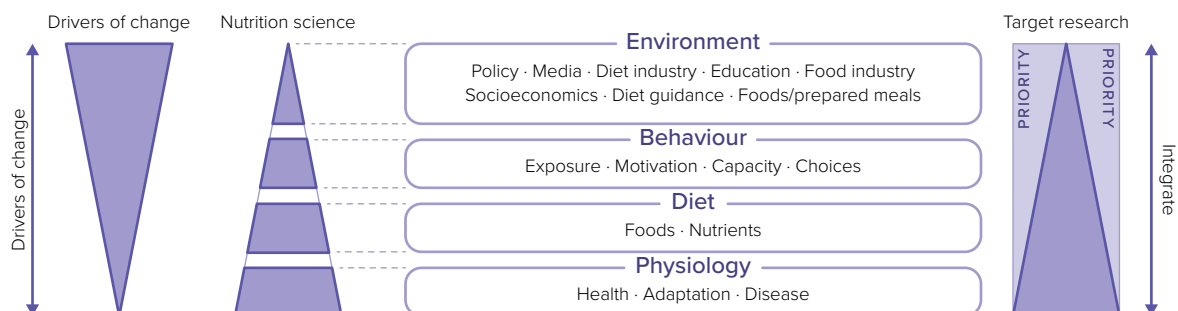 Drivers of change
Nutrition science
Target research
Drivers of change
Environment
Policy · Media · Diet industry · Education · Food industry
Socioeconomics · Diet guidance · Foods/prepared meals
Behaviour
Exposure · Motivation · Capacity · Choices
Diet
Foods · Nutrients
Physiology
Health · Adaptation · Disease
PRIORITY
PRIORITY
Integrate